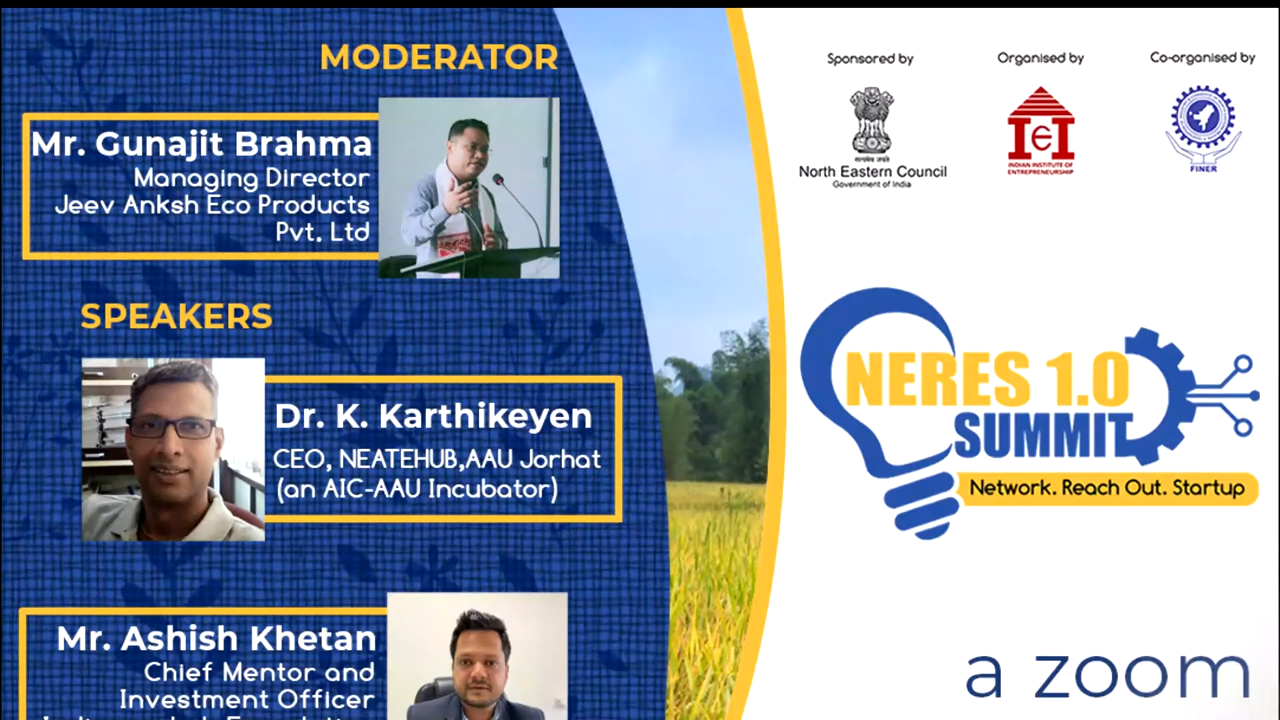 MODERATOR
Mr. Gunajit Brahma
Managing Director
Jeev Anksh Eco Products
Pvt. Ltd
SPEAKERS
Dr. K. Karthikeyen
CEO, NEATEHUB,AAU Jorhat
(an AIC-AAU Incubator)
Mr. Ashish Khetan
Chief Mentor and
Investment Officer
Sponsored by
सत्यमेव जयते
North Eastern Council
Government of India
Organised by
INDIAN INSTITUTE OF
ENTREPRENEURSHIP
Co-organised by
FINER
NERES 1.0
SUMMIT
Network. Reach Out. Startup
a zoom